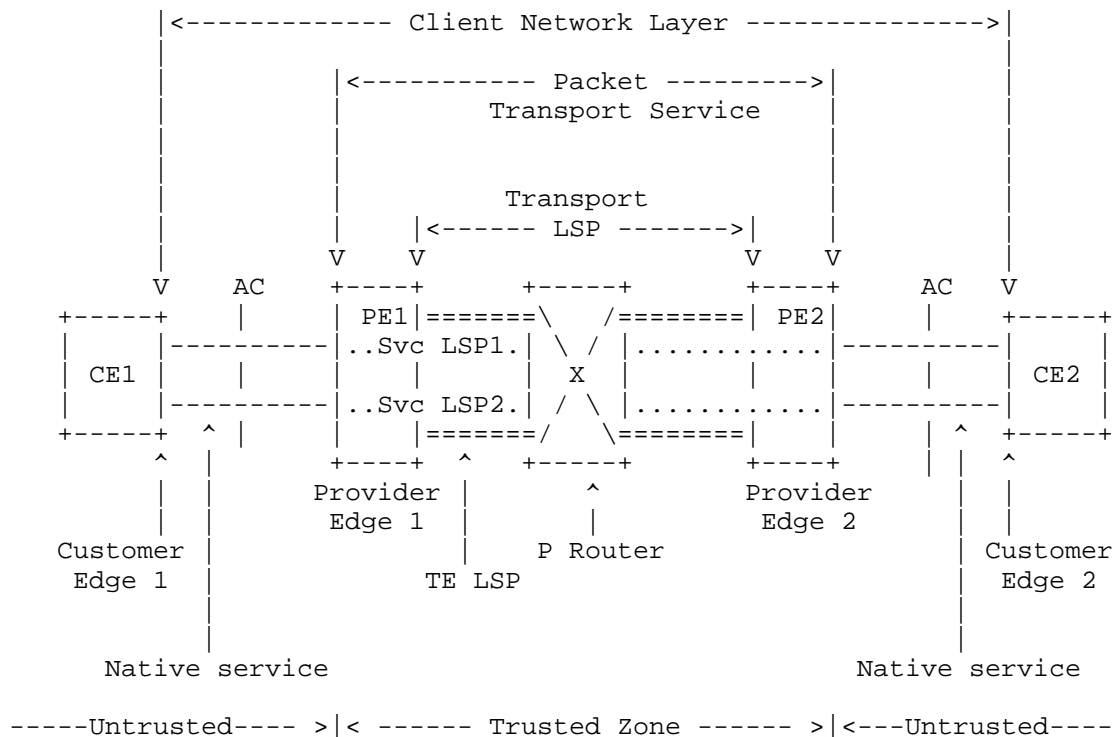 |<------------- Client Network Layer --------------->|
|<----------- Packet --------->|
Transport Service
Transport
|<------ LSP ------->|
V V
V AC AC V
PE1 PE2
..Svc LSP1. ............
CE1 X CE2
..Svc LSP2. ............
Provider Provider
Edge 1 Edge 2
Customer P Router Customer
Edge 1 TE LSP Edge 2
Native service Native service
-----Untrusted---- >|< ------ Trusted Zone ------ >|<---Untrusted----